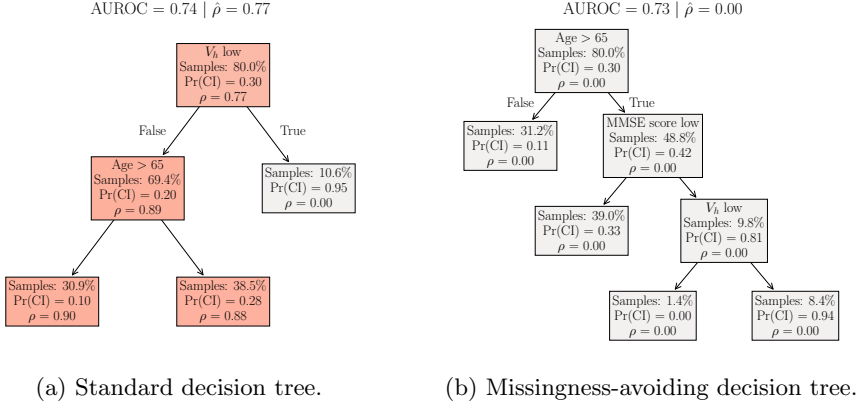 AUROC = 0.74 | ρ̂ = 0.77
V_h low
Samples: 80.0%
Pr(CI) = 0.30
ρ = 0.77
False
True
Age > 65
Samples: 69.4%
Pr(CI) = 0.20
ρ = 0.89
Samples: 10.6%
Pr(CI) = 0.95
ρ = 0.00
Samples: 30.9%
Pr(CI) = 0.10
ρ = 0.90
Samples: 38.5%
Pr(CI) = 0.28
ρ = 0.88
(a) Standard decision tree.
AUROC = 0.73 | ρ̂ = 0.00
Age > 65
Samples: 80.0%
Pr(CI) = 0.30
ρ = 0.00
False
True
Samples: 31.2%
Pr(CI) = 0.11
ρ = 0.00
MMSE score low
Samples: 48.8%
Pr(CI) = 0.42
ρ = 0.00
Samples: 39.0%
Pr(CI) = 0.33
ρ = 0.00
V_h low
Samples: 9.8%
Pr(CI) = 0.81
ρ = 0.00
Samples: 1.4%
Pr(CI) = 0.00
ρ = 0.00
Samples: 8.4%
Pr(CI) = 0.94
ρ = 0.00
(b) Missingness-avoiding decision tree.